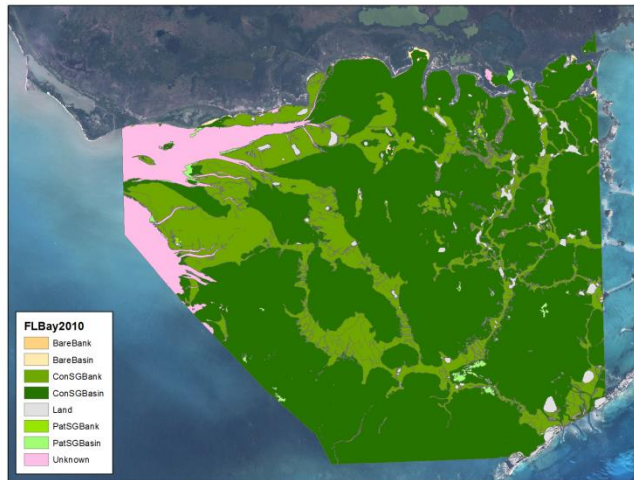 FLBay2010
BareBank
BareBasin
ConSGBank
ConSGBasin
Land
PatSGBank
PatSGBasin
Unknown